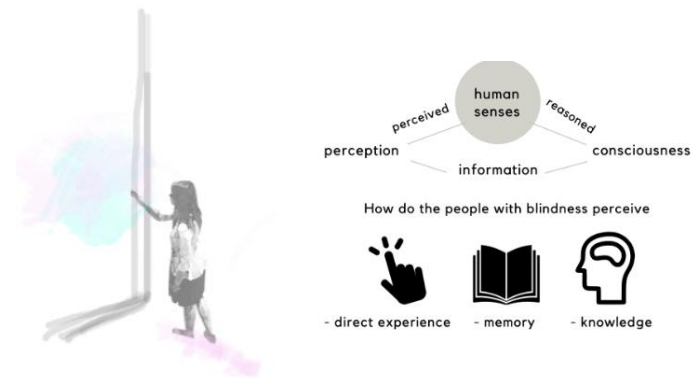 human
senses
perceived
reasoned
perception
consciousness
information
How do the people with blindness perceive
- direct experience
- memory
- knowledge